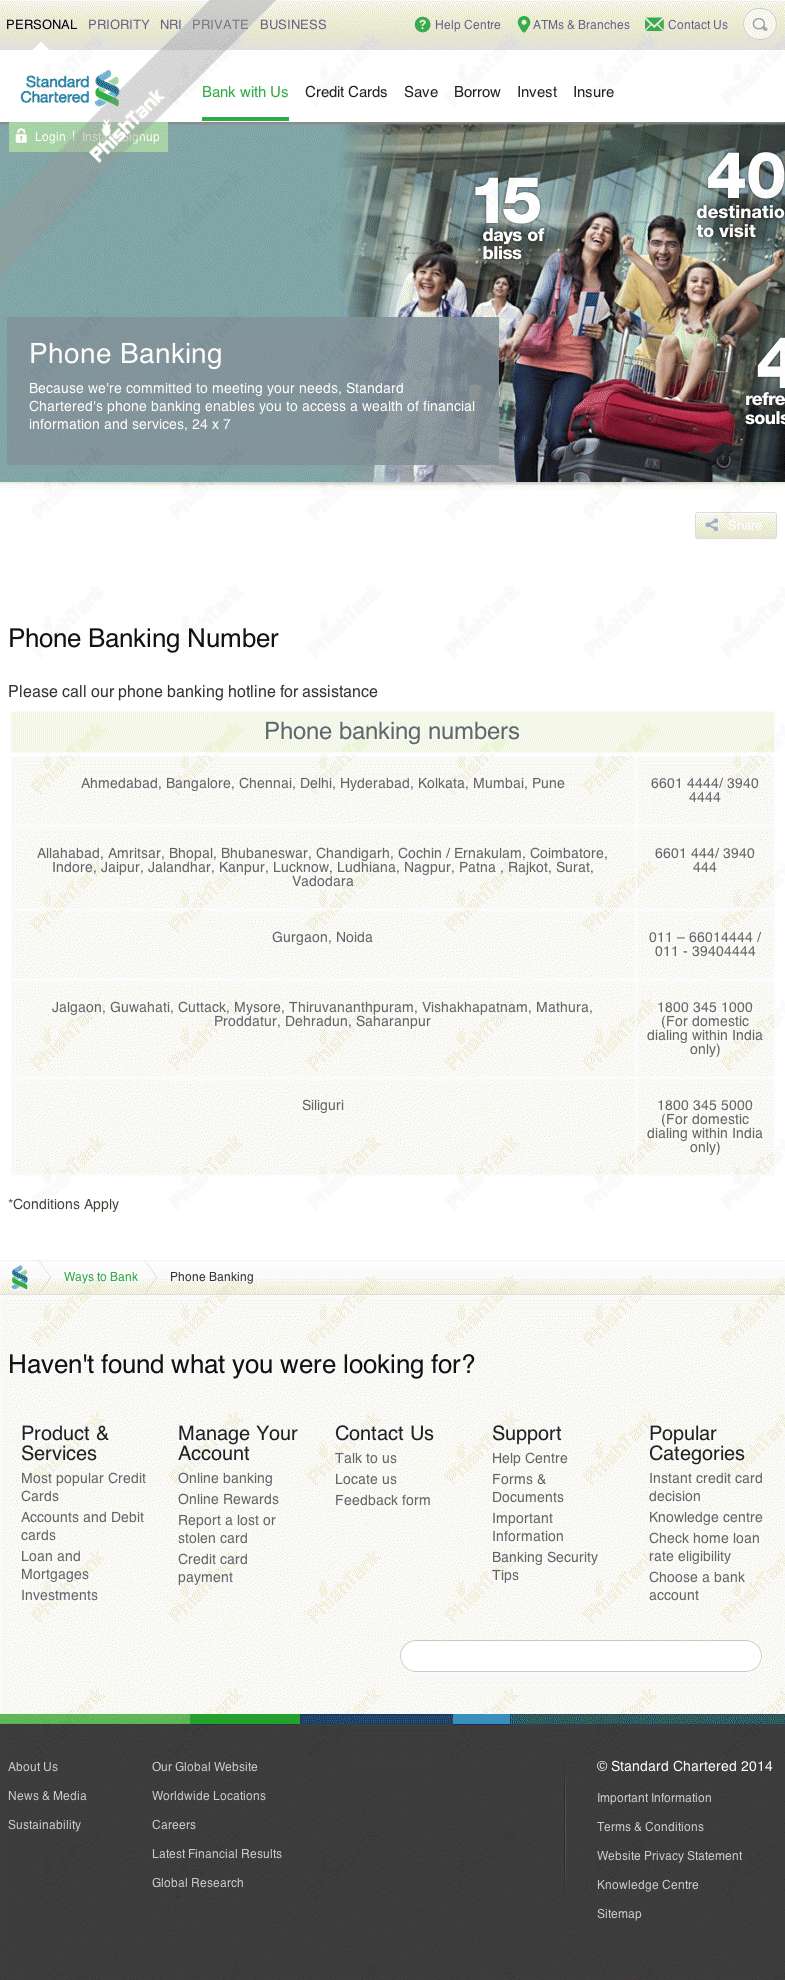 PERSONAL PRIORITY NRI PRIVATE BUSINESS
Help Centre ATMs & Branches Contact Us
Standard
Chartered
Bank with Us Credit Cards Save Borrow Invest Insure
PhishTank
Login | Signup
15
days of
bliss
40
destinatio
to visit
4
refre
souls
Phone Banking
Because we're committed to meeting your needs, Standard
Chartered's phone banking enables you to access a wealth of financial
information and services, 24 x 7
Share
Phone Banking Number
Please call our phone banking hotline for assistance
Phone banking numbers
Ahmedabad, Bangalore, Chennai, Delhi, Hyderabad, Kolkata, Mumbai, Pune
6601 4444/ 3940
4444
Allahabad, Amritsar, Bhopal, Bhubaneswar, Chandigarh, Cochin / Ernakulam, Coimbatore,
Indore, Jaipur, Jalandhar, Kanpur, Lucknow, Ludhiana, Nagpur, Patna , Rajkot, Surat,
Vadodara
6601 444/ 3940
444
Gurgaon, Noida
011 – 66014444 /
011 - 39404444
Jalgaon, Guwahati, Cuttack, Mysore, Thiruvananthpuram, Vishakhapatnam, Mathura,
Proddatur, Dehradun, Saharanpur
1800 345 1000
(For domestic
dialing within India
only)
Siliguri
1800 345 5000
(For domestic
dialing within India
only)
*Conditions Apply
Ways to Bank Phone Banking
Haven't found what you were looking for?
Product &
Services
Most popular Credit
Cards
Accounts and Debit
cards
Loan and
Mortgages
Investments
Manage Your
Account
Online banking
Online Rewards
Report a lost or
stolen card
Credit card
payment
Contact Us
Talk to us
Locate us
Feedback form
Support
Help Centre
Forms &
Documents
Important
Information
Banking Security
Tips
Popular
Categories
Instant credit card
decision
Knowledge centre
Check home loan
rate eligibility
Choose a bank
account
About Us
News & Media
Sustainability
Our Global Website
Worldwide Locations
Careers
Latest Financial Results
Global Research
© Standard Chartered 2014
Important Information
Terms & Conditions
Website Privacy Statement
Knowledge Centre
Sitemap